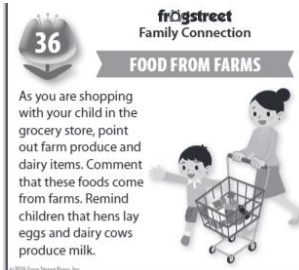 36
frogstreet
Family Connection
FOOD FROM FARMS
As you are shopping
with your child in the
grocery store, point
out farm produce and
dairy items. Comment
that these foods come
from farms. Remind
children that hens lay
eggs and dairy cows
produce milk.